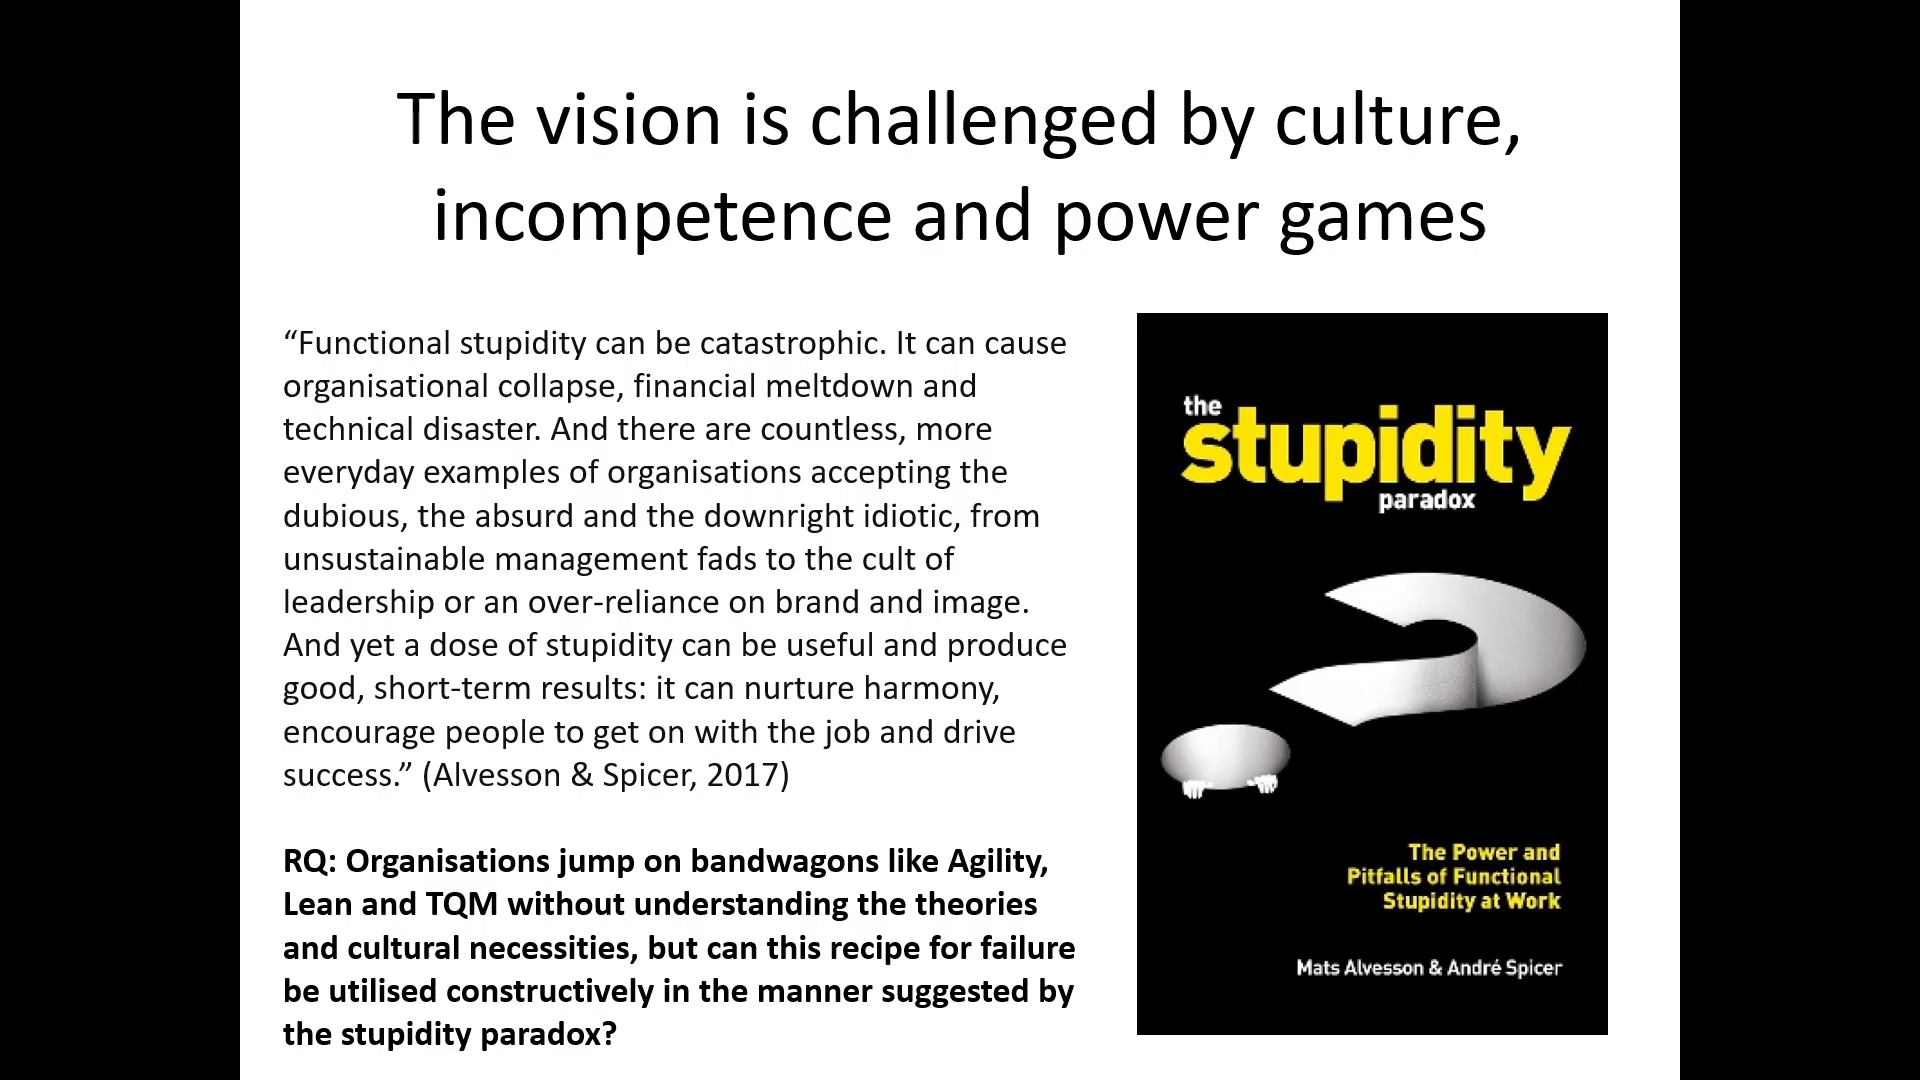 The vision is challenged by culture,
incompetence and power games
“Functional stupidity can be catastrophic. It can cause
organisational collapse, financial meltdown and
technical disaster. And there are countless, more
everyday examples of organisations accepting the
dubious, the absurd and the downright idiotic, from
unsustainable management fads to the cult of
leadership or an over-reliance on brand and image.
And yet a dose of stupidity can be useful and produce
good, short-term results: it can nurture harmony,
encourage people to get on with the job and drive
success.” (Alvesson & Spicer, 2017)
RQ: Organisations jump on bandwagons like Agility,
Lean and TQM without understanding the theories
and cultural necessities, but can this recipe for failure
be utilised constructively in the manner suggested by
the stupidity paradox?
the
stupidity
paradox
The Power and
Pitfalls of Functional
Stupidity at Work
Mats Alvesson & André Spicer